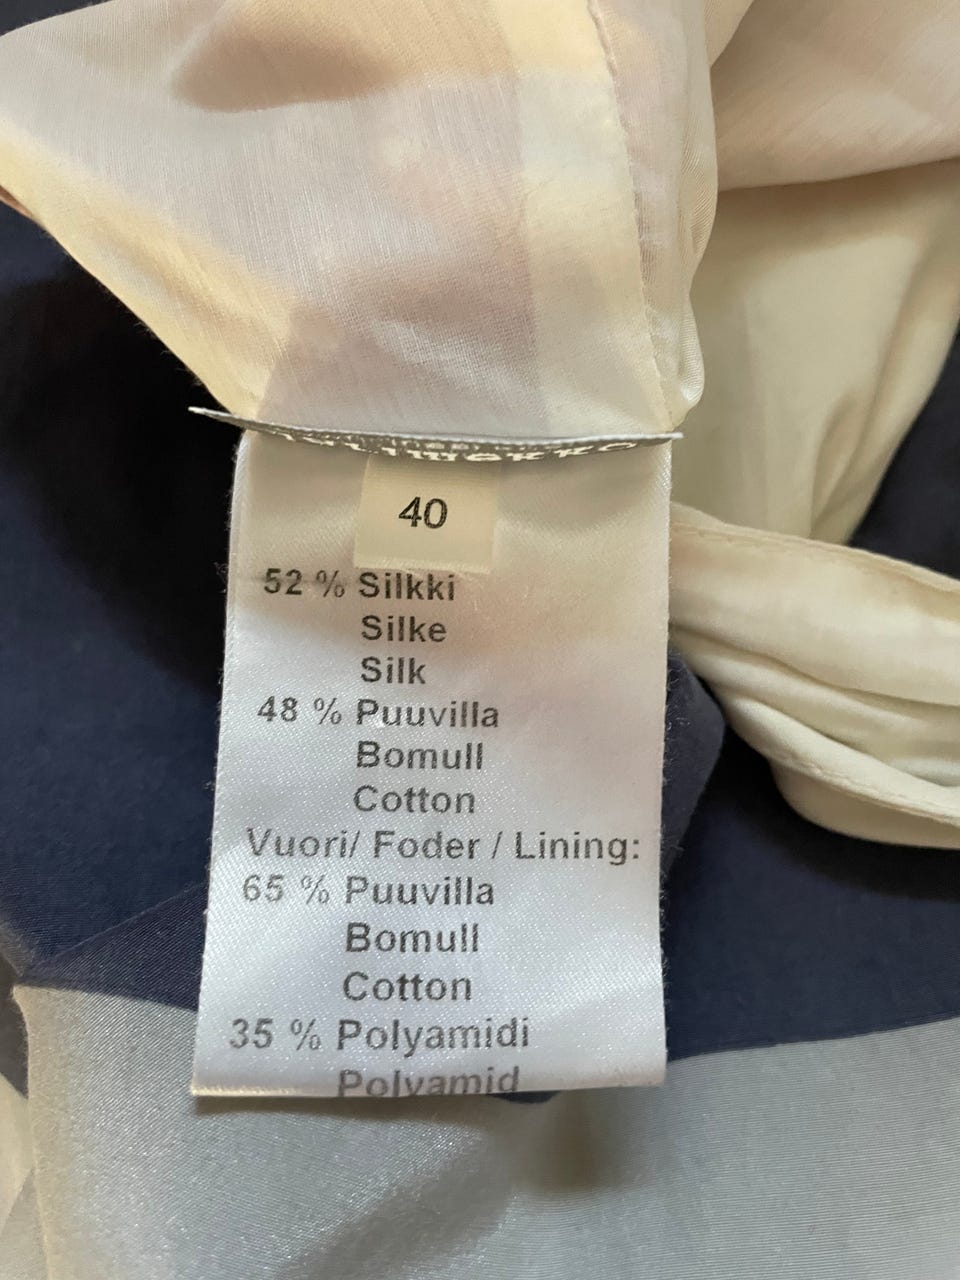 marimekko
40
52 % Silkki
Silke
Silk
48 % Puuvilla
Bomull
Cotton
Vuori/ Foder / Lining:
65 % Puuvilla
Bomull
Cotton
35 % Polyamidi
Polyamid